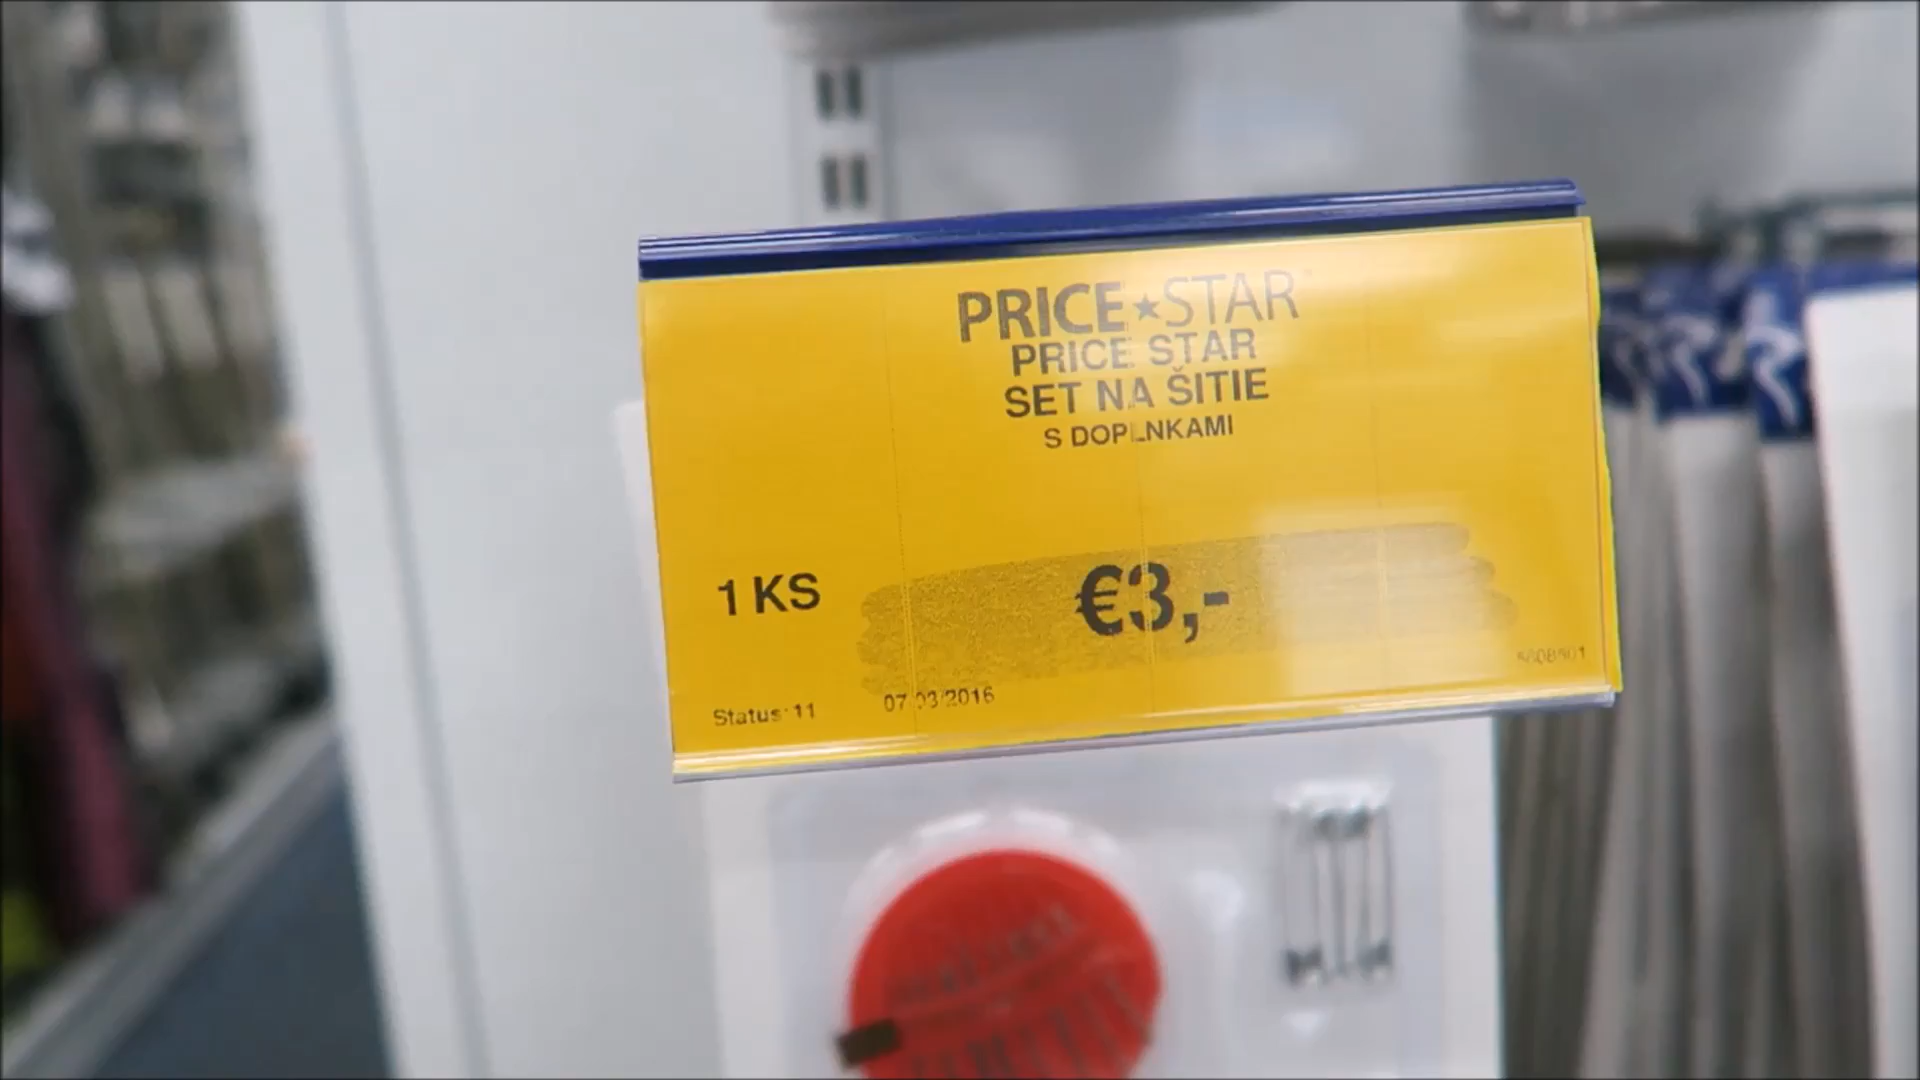 PRICE★STAR
PRICE STAR
SET NA ŠITIE
S DOPLNKAMI
1 KS
€3,-
Status 11
07/03/2016